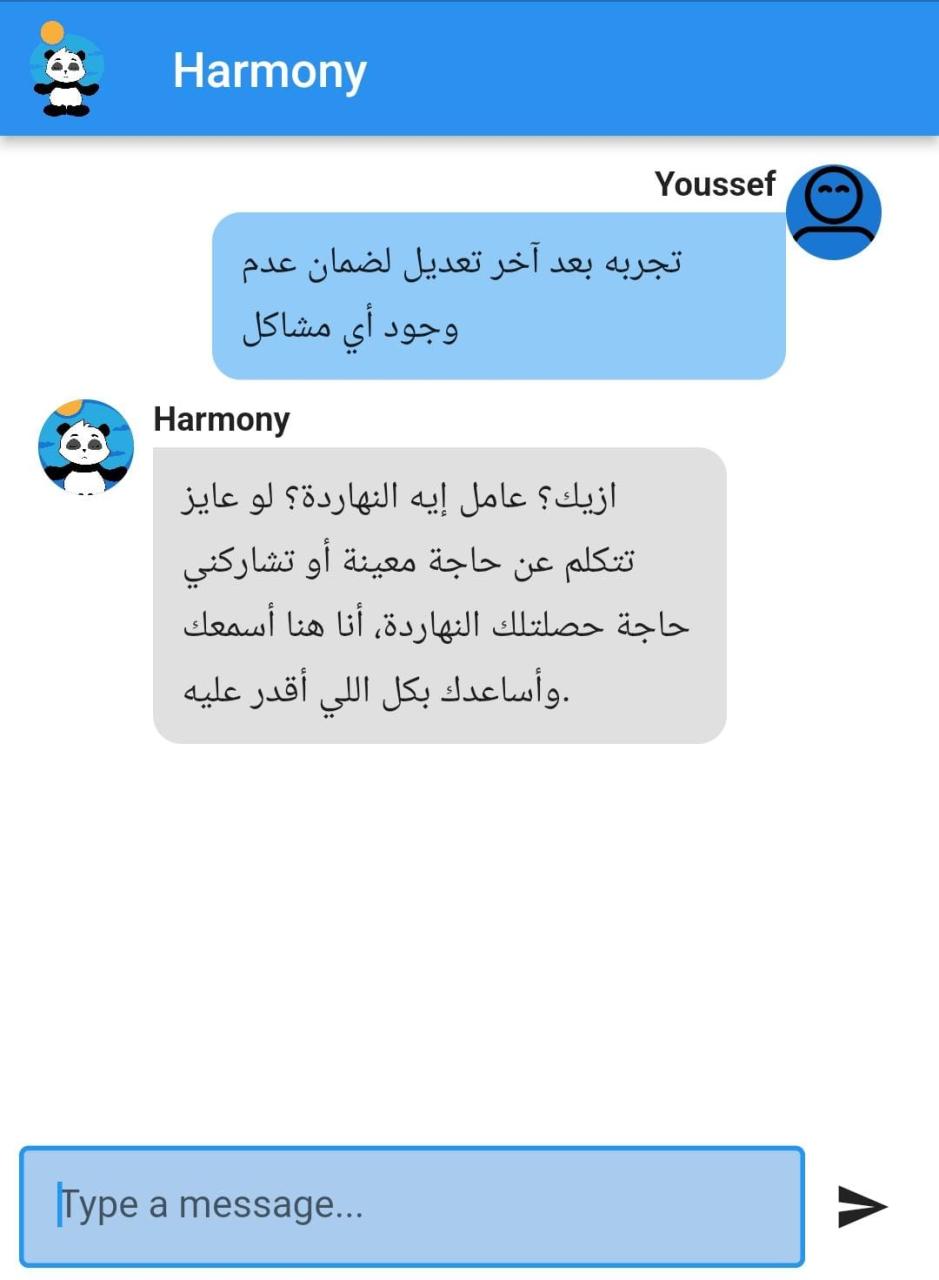 Harmony
Youssef
تجربه بعد آخر تعديل لضمان عدم
وجود أي مشاكل
Harmony
ازيك؟ عامل إيه النهاردة؟ لو عايز
تتكلم عن حاجة معينة أو تشاركني
حاجة حصلتلك النهاردة، أنا هنا أسمعك
وأساعدك بكل اللي أقدر عليه.
Type a message...